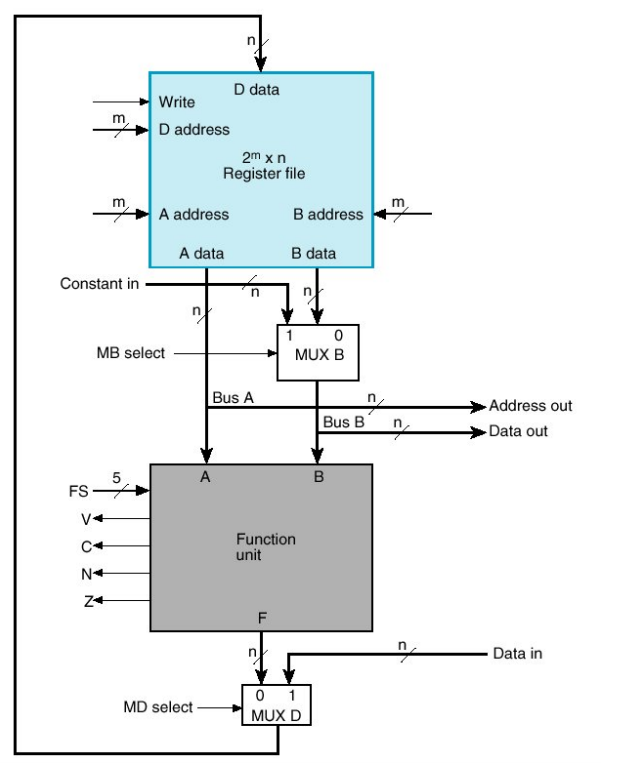 n
D data
Write
m
D address
2ᵐ x n
Register file
m
A address
B address
m
A data
B data
Constant in
n
n
n
1
0
MB select
MUX B
Bus A
n
Address out
Bus B
n
Data out
A
B
FS
5
V
C
N
Z
Function
unit
F
n
n
Data in
0
1
MD select
MUX D